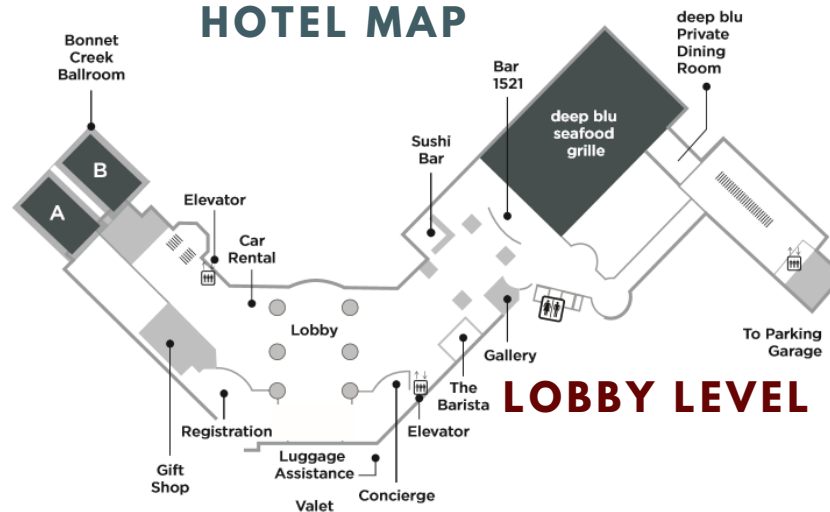 HOTEL MAP
Bonnet
Creek
Ballroom
B
A
Elevator
Car
Rental
Lobby
Sushi
Bar
Bar
1521
deep blu
seafood
grille
deep blu
Private
Dining
Room
To Parking
Garage
Gallery
The
Barista
LOBBY LEVEL
Elevator
Registration
Gift
Shop
Luggage
Assistance
Concierge
Valet